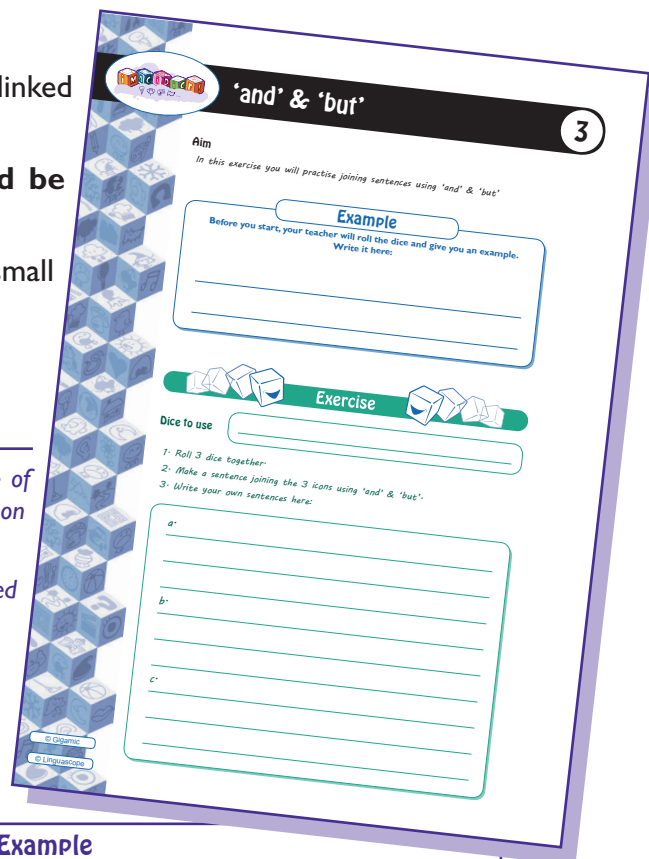 linked
d be
small
of
on
ed
Example
imaginary
‘and’ & ‘but’
3
Aim
In this exercise you will practise joining sentences using ‘and’ & ‘but’
Example
Before you start, your teacher will roll the dice and give you an example.
Write it here:
Exercise
Dice to use
1. Roll 3 dice together.
2. Make a sentence joining the 3 icons using ‘and’ & ‘but’.
3. Write your own sentences here:
a.
b.
c.
© Gigamic
© Linguascope